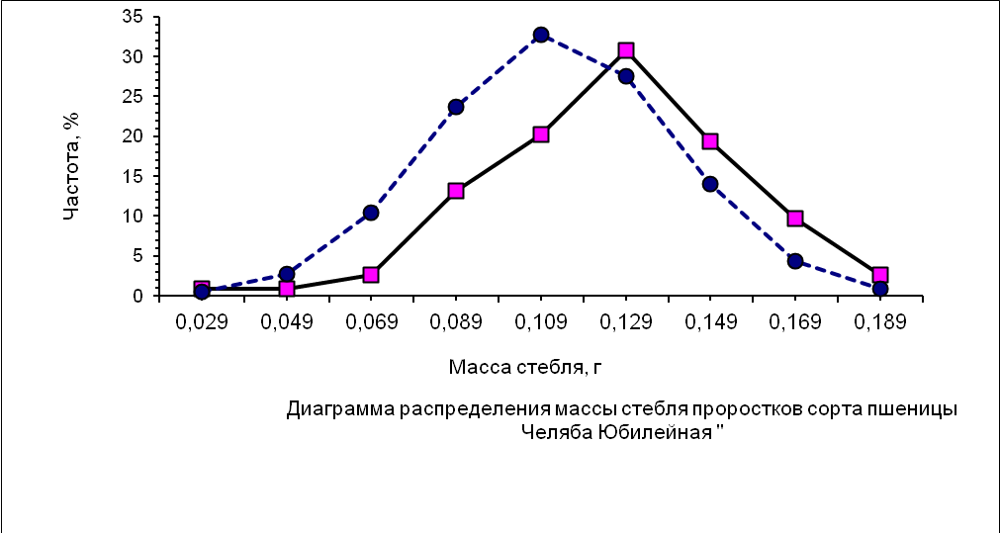 35
30
25
20
15
10
5
0
Частота, %
0,029 0,049 0,069 0,089 0,109 0,129 0,149 0,169 0,189
Масса стебля, г
Диаграмма распределения массы стебля проростков сорта пшеницы
Челяба Юбилейная "